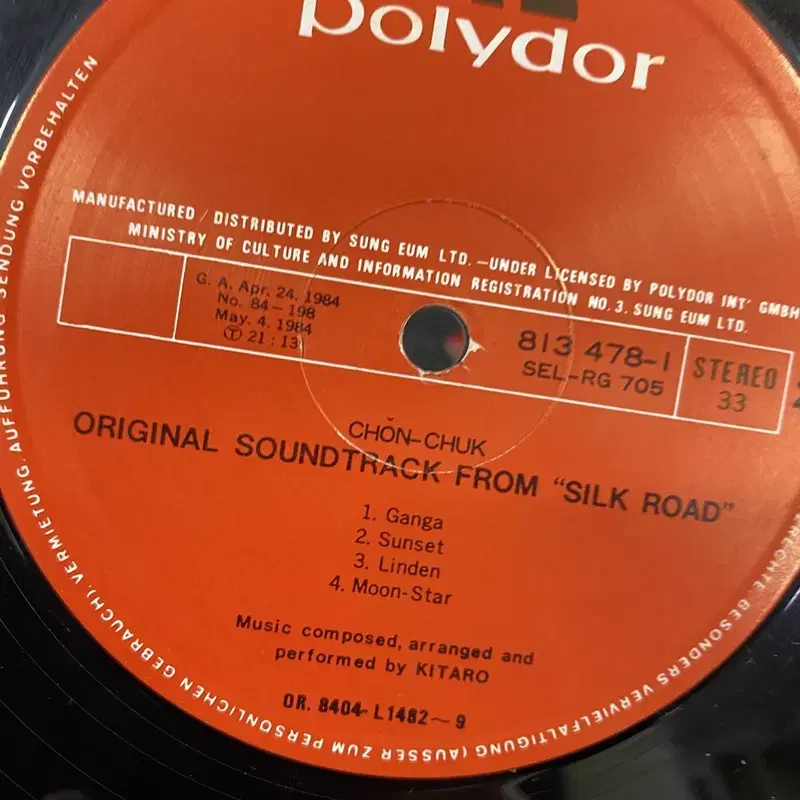 polydor
MANUFACTURED / DISTRIBUTED BY SUNG EUM LTD. —UNDER LICENSED BY POLYDOR INT' GMBH
MINISTRY OF CULTURE AND INFORMATION REGISTRATION NO. 3. SUNG EUM LTD.
G. A. Apr. 24. 1984
No. 84-198
May. 4. 1984
Ⓣ 21:13
813 478-1
SEL-RG 705
STEREO
33
CHŎN-CHUK
ORIGINAL SOUNDTRACK FROM "SILK ROAD"
1. Ganga
2. Sunset
3. Linden
4. Moon-Star
Music composed, arranged and
performed by KITARO
OR. 8404-L1482~9
BESONDERS VERVIELFÄLTIGUNG (AUSSER ZUM PERSÖNLICHEN GEBRAUCH), VERMIETUNG, AUFFÜHRUNG, SENDUNG VORBEHALTEN